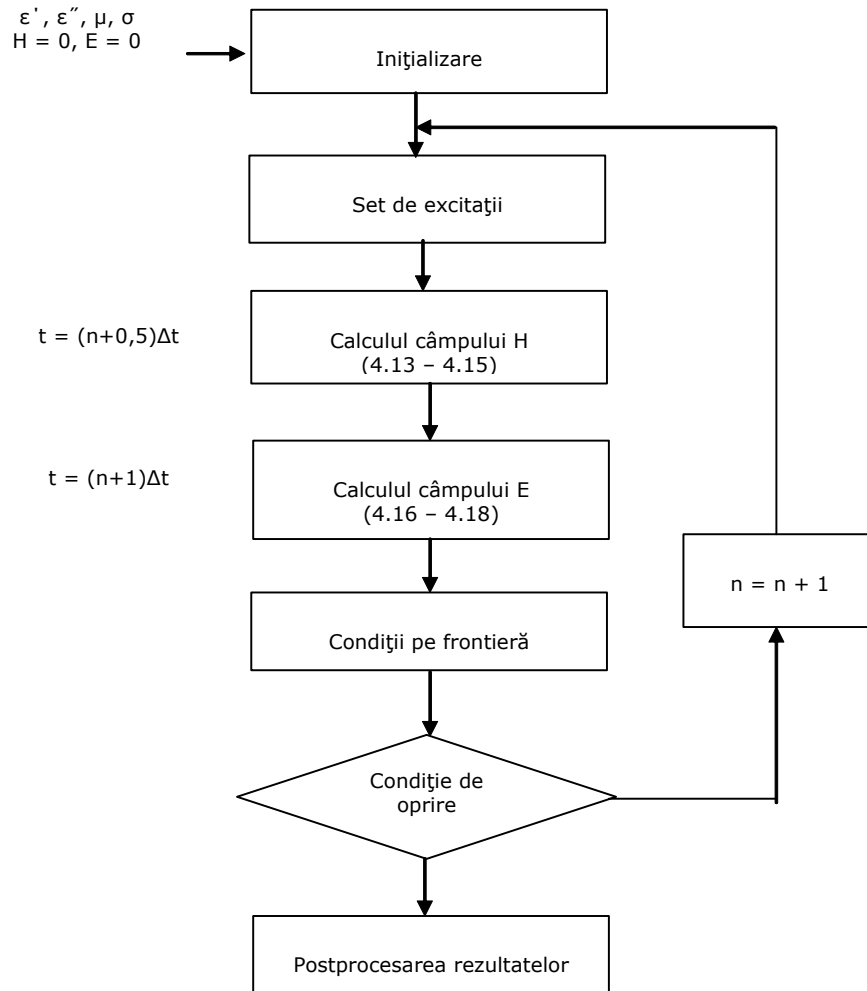 ε', ε˝, μ, σ
H = 0, E = 0
Iniţializare
Set de excitaţii
t = (n+0,5)Δt
Calculul câmpului H
(4.13 – 4.15)
t = (n+1)Δt
Calculul câmpului E
(4.16 – 4.18)
n = n + 1
Condiţii pe frontieră
Condiţie de
oprire
Postprocesarea rezultatelor